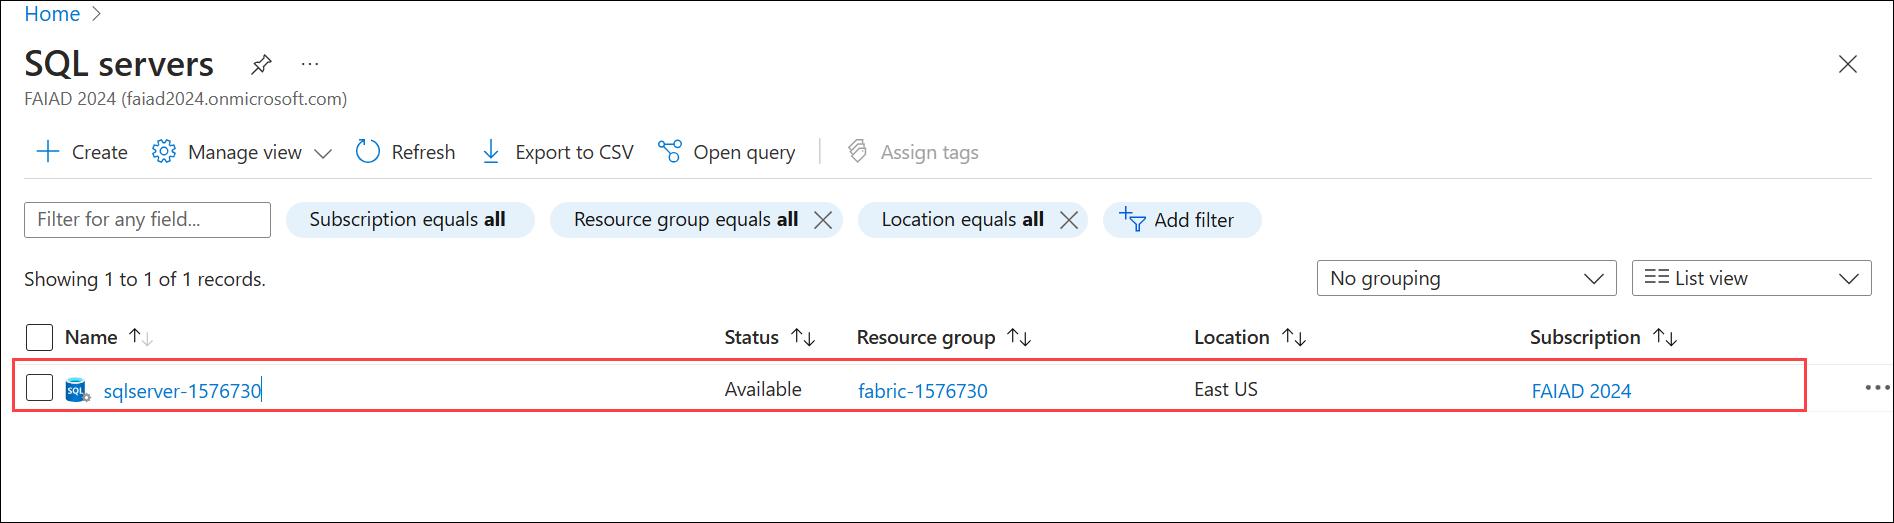 Home
SQL servers
FAIAD 2024 (faiad2024.onmicrosoft.com)
Create Manage view Refresh Export to CSV Open query Assign tags
Filter for any field... Subscription equals all Resource group equals all Location equals all Add filter
Showing 1 to 1 of 1 records. No grouping List view
Name Status Resource group Location Subscription
SQL sqlserver-1576730 Available fabric-1576730 East US FAIAD 2024